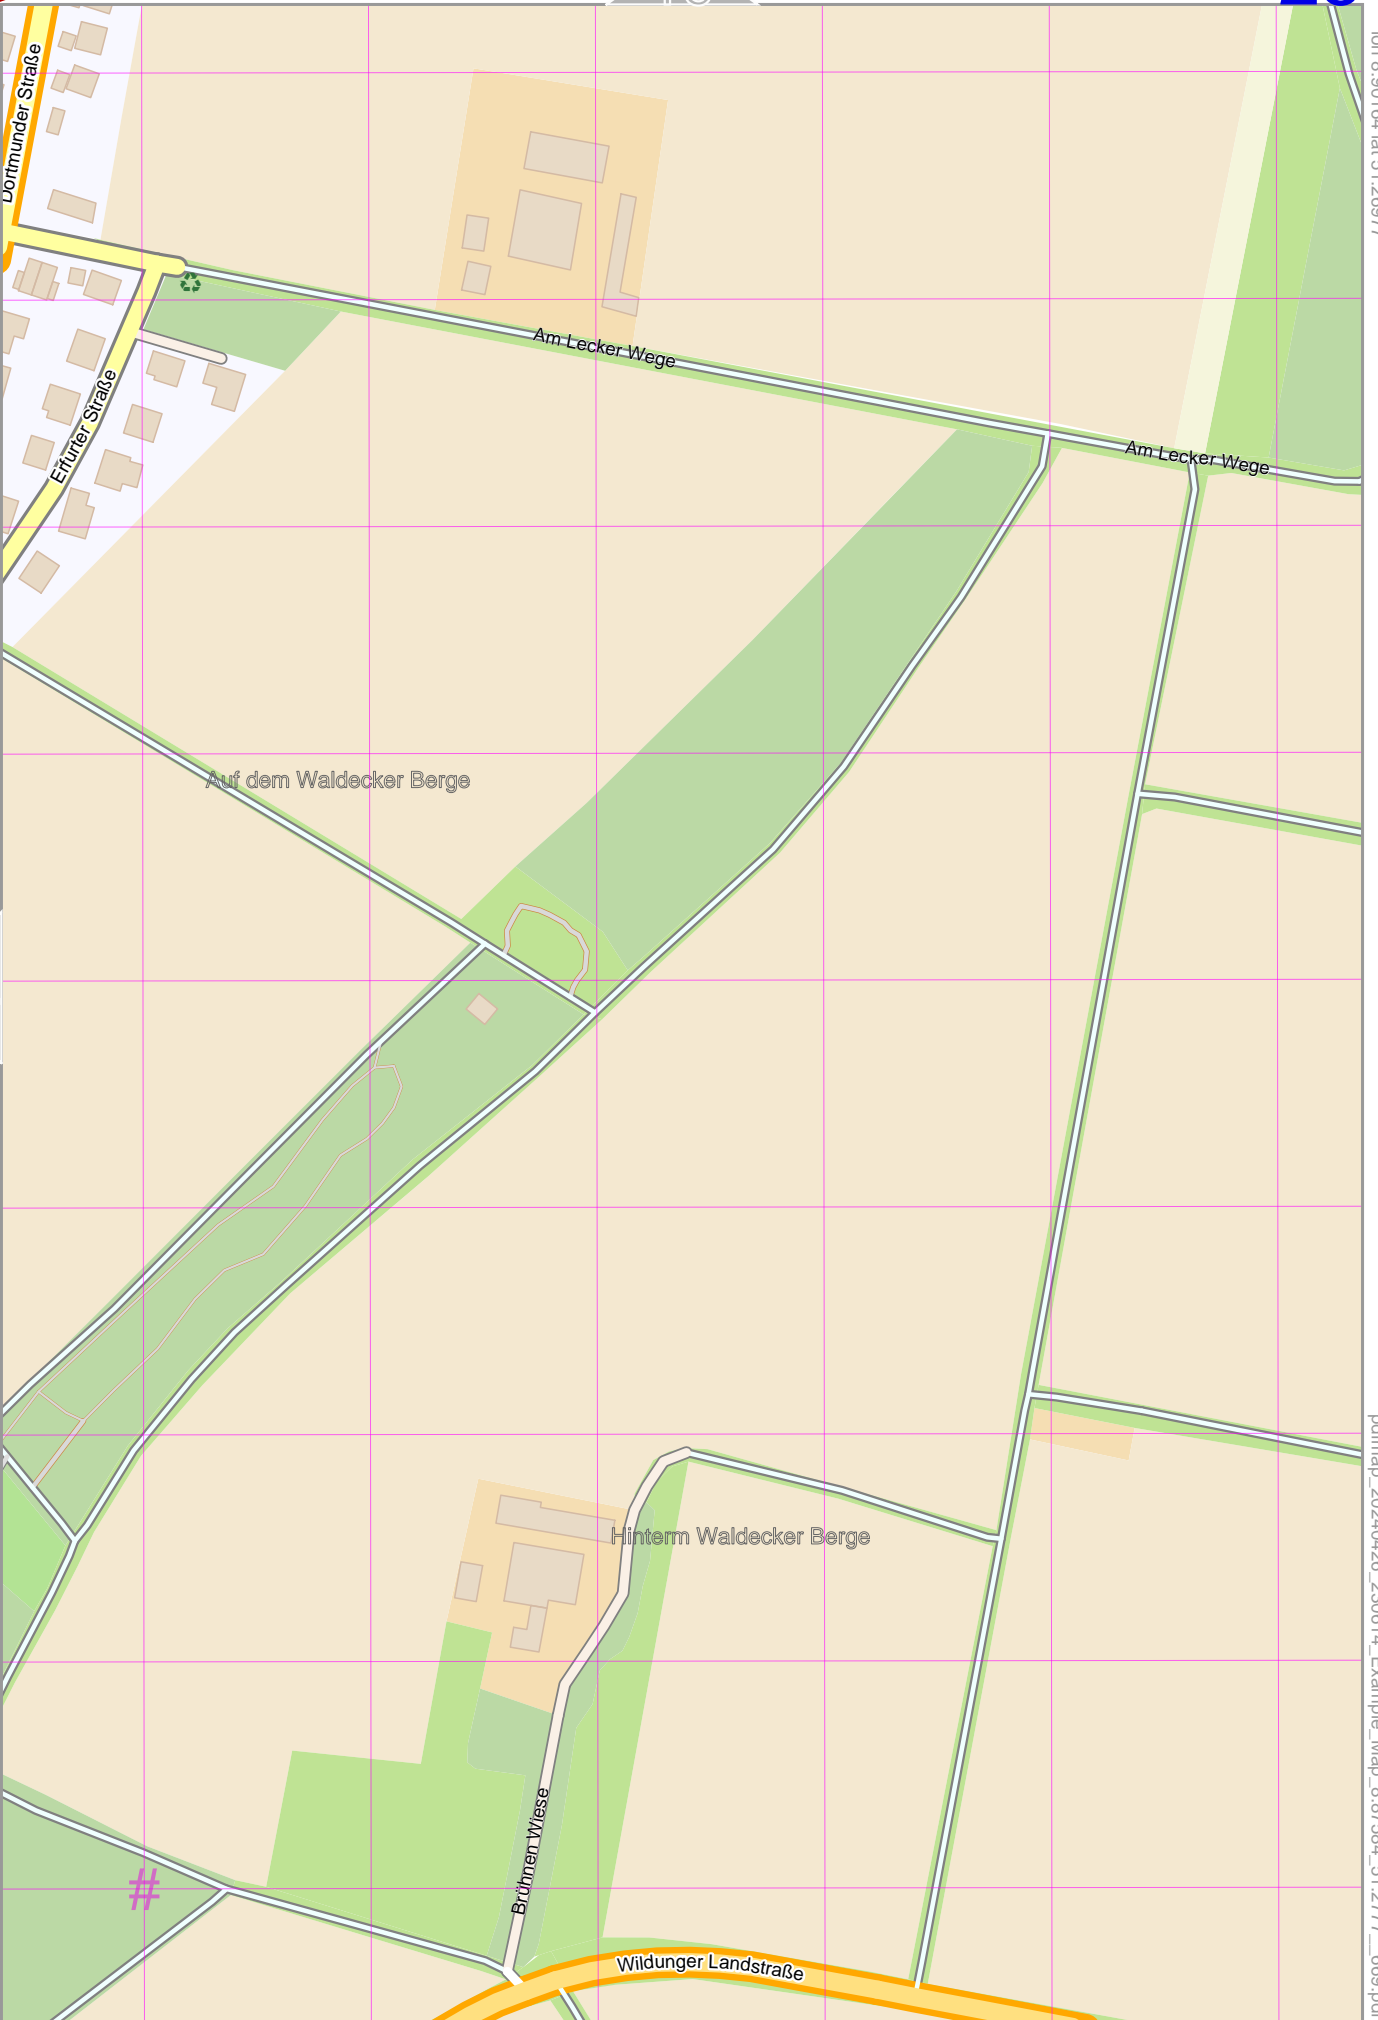 Dortmunder Straße
Am Lecker Wege
Am Lecker Wege
Erfurter Straße
Auf dem Waldecker Berge
Hinterm Waldecker Berge
Brühnen Wiese
#
Wildunger Landstraße